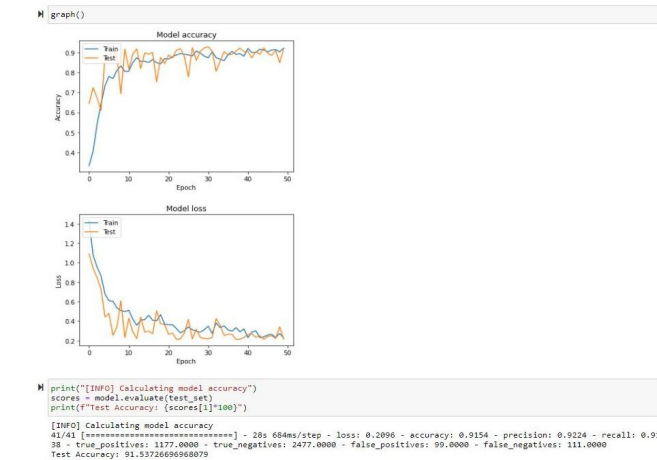 graph()
Model accuracy
Train
Test
0.9
0.8
0.7
0.6
0.5
0.4
Accuracy
0 10 20 30 40 50
Epoch
Model loss
Train
Test
1.4
1.2
1.0
0.8
0.6
0.4
0.2
Loss
0 10 20 30 40 50
Epoch
print("[INFO] Calculating model accuracy")
scores = model.evaluate(test_set)
print(f"Test Accuracy: {scores[1]*100}")
[INFO] Calculating model accuracy
41/41 [==============================] - 28s 684ms/step - loss: 0.2096 - accuracy: 0.9154 - precision: 0.9224 - recall: 0.91
38 - true_positives: 1177.0000 - true_negatives: 2477.0000 - false_positives: 99.0000 - false_negatives: 111.0000
Test Accuracy: 91.53726696968079